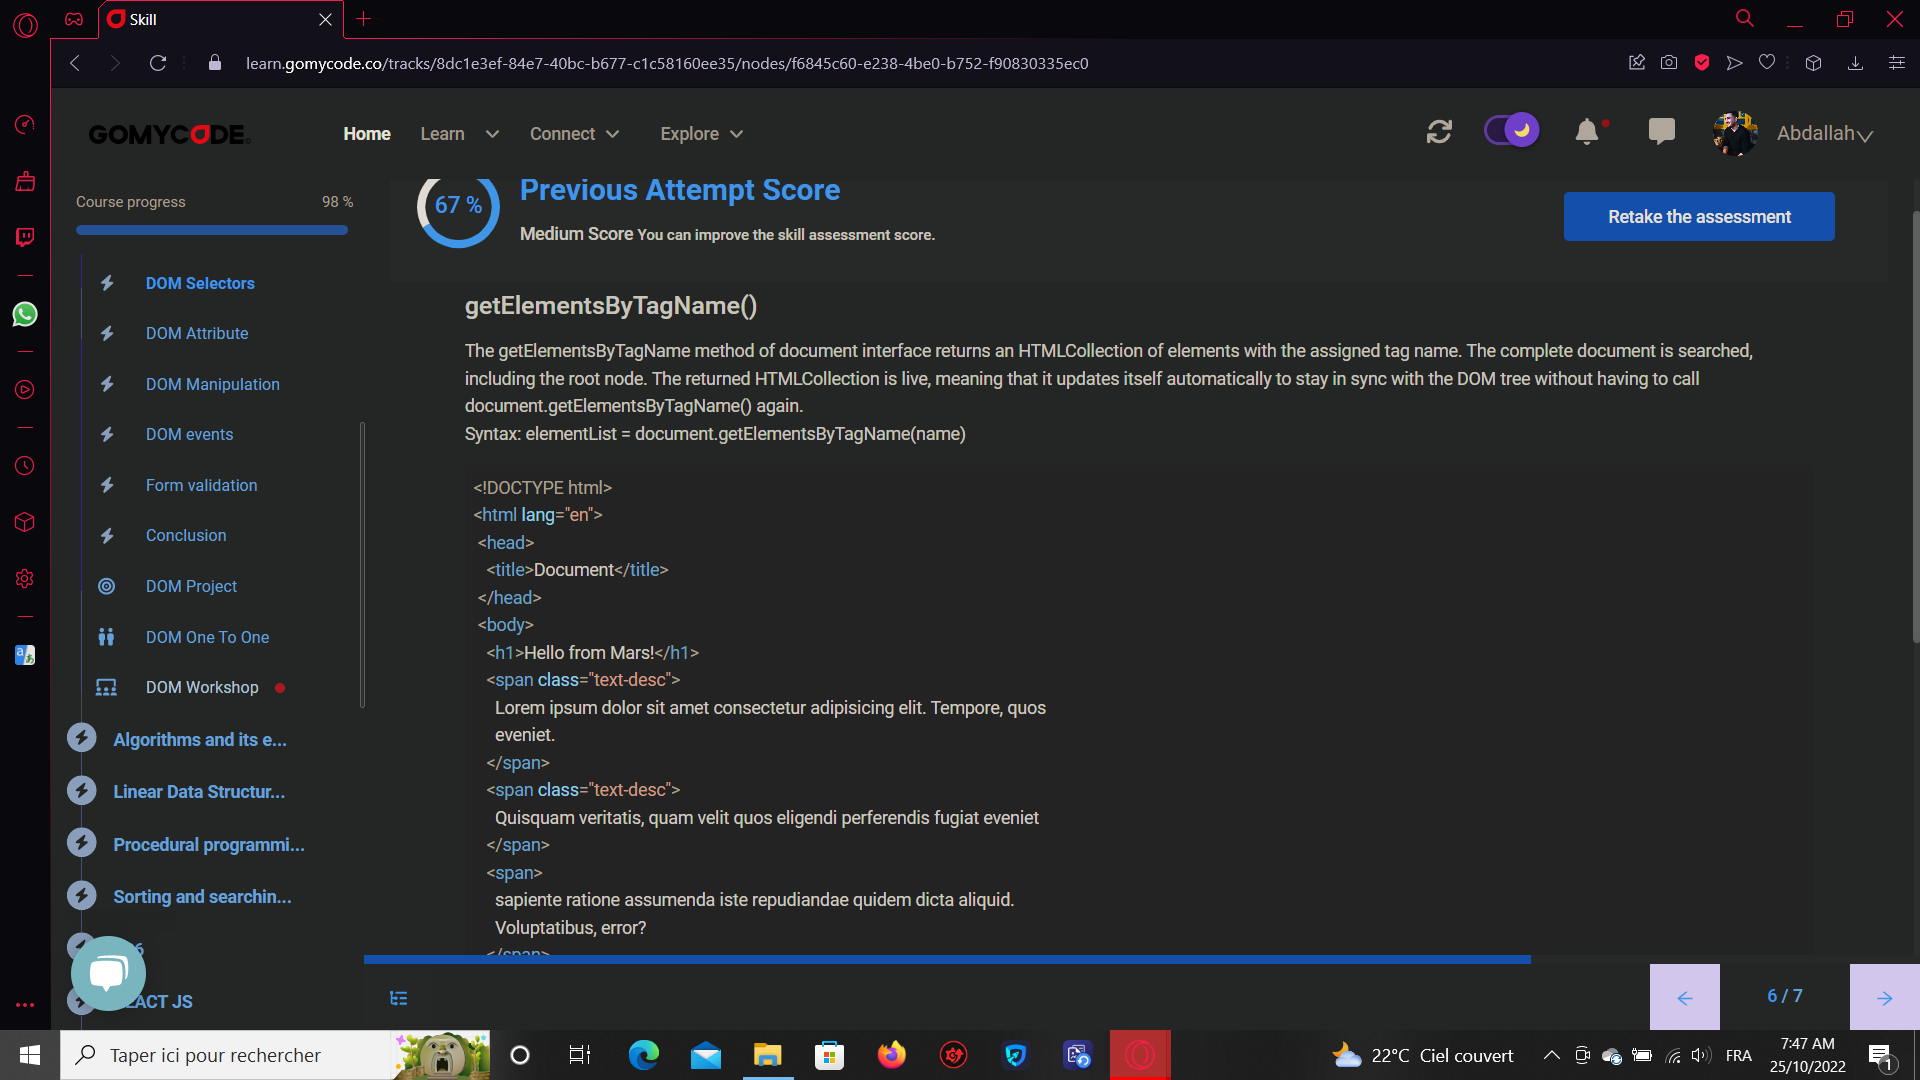 Skill
learn.gomycode.co/tracks/8dc1e3ef-84e7-40bc-b677-c1c58160ee35/nodes/f6845c60-e238-4be0-b752-f90830335ec0
GOMYCODE
Home
Learn
Connect
Explore
Abdallah
Course progress
98 %
DOM Selectors
DOM Attribute
DOM Manipulation
DOM events
Form validation
Conclusion
DOM Project
DOM One To One
DOM Workshop
Algorithms and its e...
Linear Data Structur...
Procedural programmi...
Sorting and searchin...
67 %
Previous Attempt Score
Medium Score You can improve the skill assessment score.
Retake the assessment
getElementsByTagName()
The getElementsByTagName method of document interface returns an HTMLCollection of elements with the assigned tag name. The complete document is searched,
including the root node. The returned HTMLCollection is live, meaning that it updates itself automatically to stay in sync with the DOM tree without having to call
document.getElementsByTagName() again.
Syntax: elementList = document.getElementsByTagName(name)
<!DOCTYPE html>
<html lang="en">
<head>
<title>Document</title>
</head>
<body>
<h1>Hello from Mars!</h1>
<span class="text-desc">
Lorem ipsum dolor sit amet consectetur adipisicing elit. Tempore, quos
eveniet.
</span>
<span class="text-desc">
Quisquam veritatis, quam velit quos eligendi perferendis fugiat eveniet
</span>
<span>
sapiente ratione assumenda iste repudiandae quidem dicta aliquid.
Voluptatibus, error?
</span>
6 / 7
Taper ici pour rechercher
22°C Ciel couvert
FRA
7:47 AM
25/10/2022
1